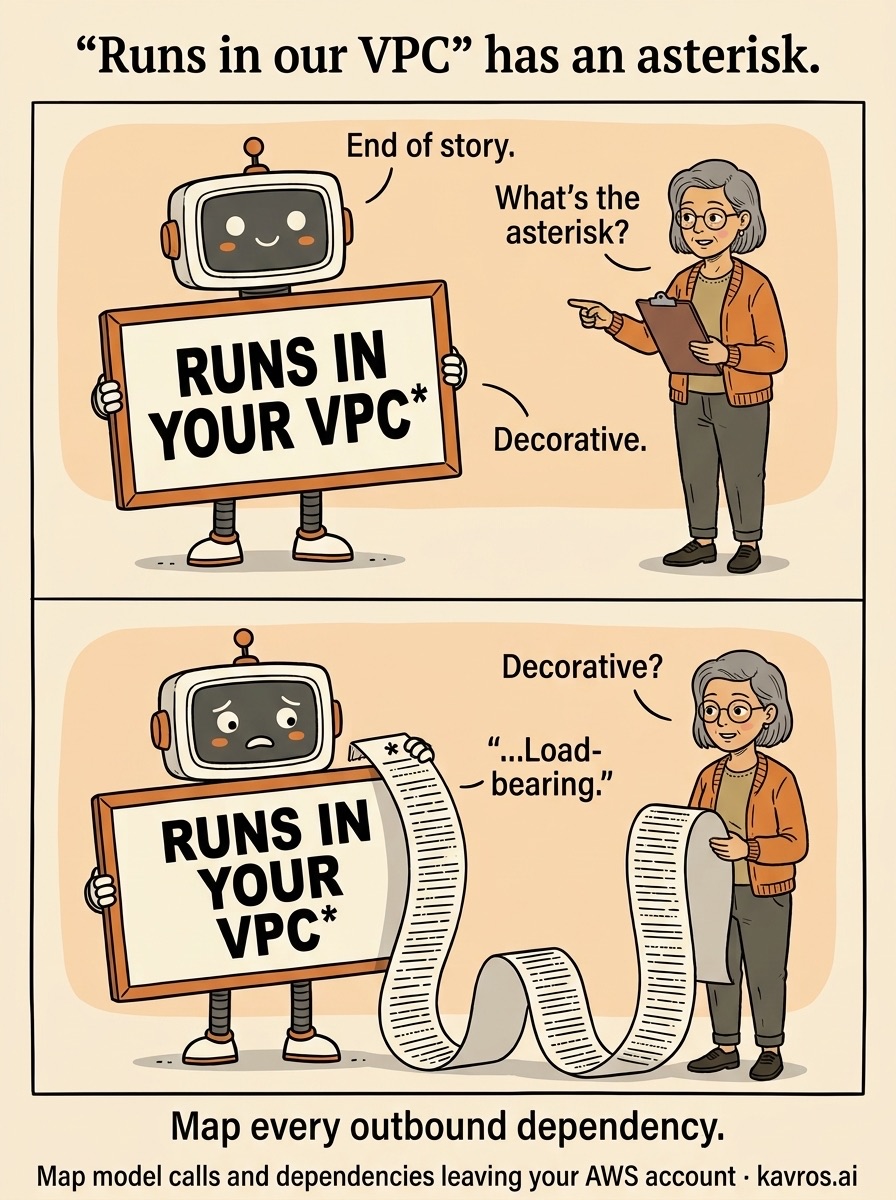 “Runs in our VPC” has an asterisk.
End of story.
What’s the
asterisk?
RUNS IN
YOUR VPC*
Decorative.
Decorative?
*
“...Load-
bearing.”
RUNS IN
YOUR
VPC*
Map every outbound dependency.
Map model calls and dependencies leaving your AWS account · kavros.ai